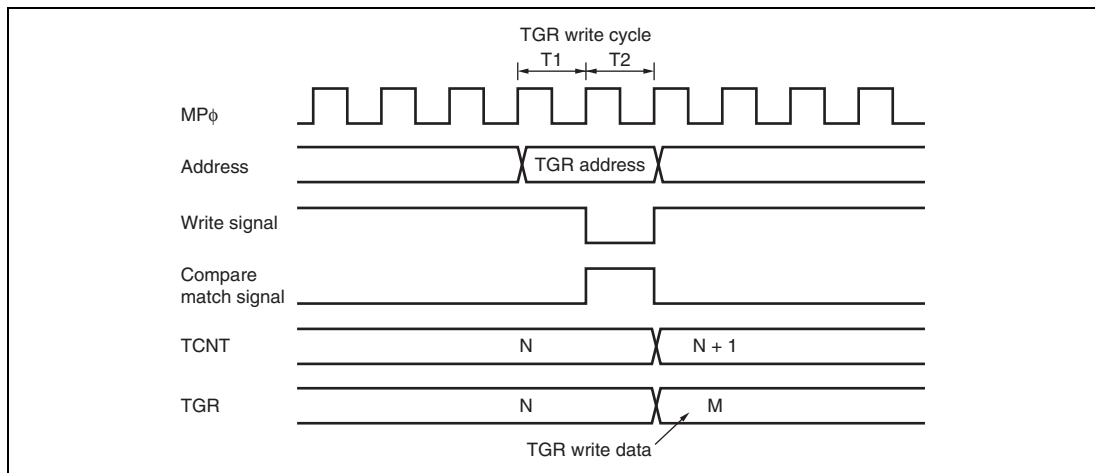 TGR write cycle
T1 T2
MPϕ
Address TGR address
Write signal
Compare
match signal
TCNT N N + 1
TGR N M
TGR write data